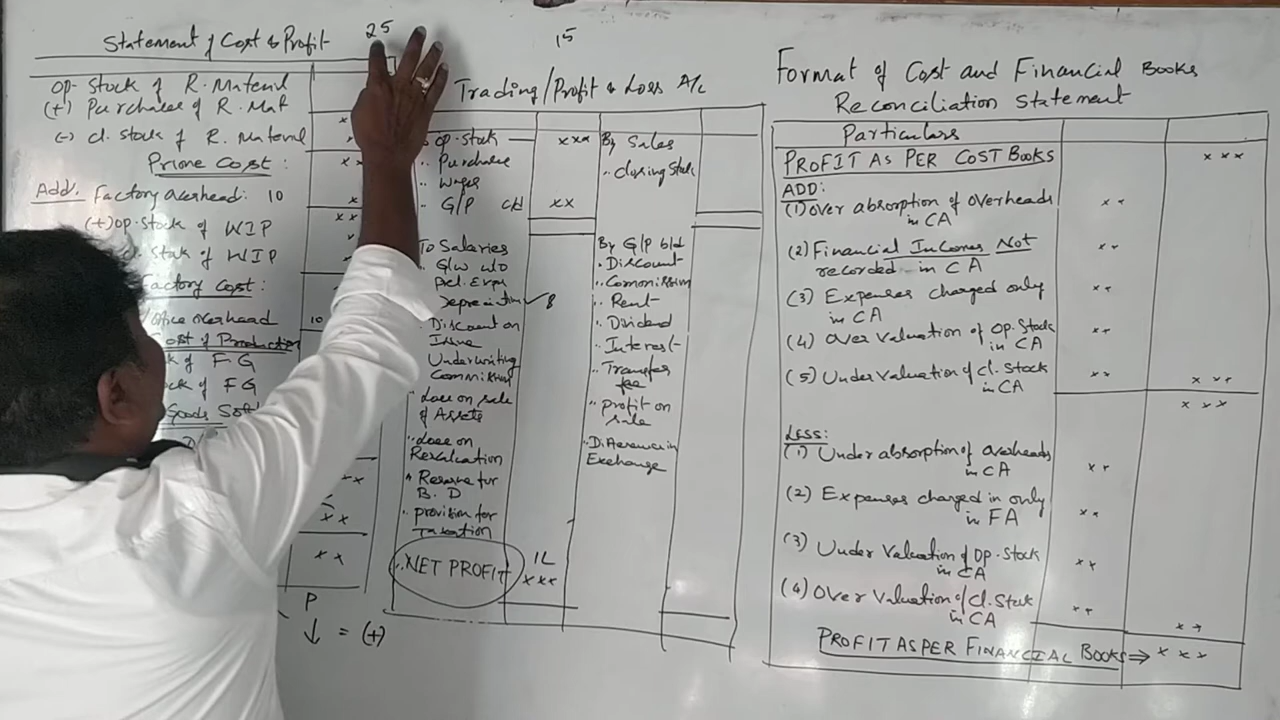 Statement of Cost & Profit
25
Op. Stock of R. Material
(+) Purchases of R. Mat
(-) cl. stock of R. Material
Prime Cost:
Add. Factory overhead: 10
(+) op. Stock of WIP
stock of WIP
Factory Cost:
office overhead 10
Cost of Production
of FG
ock of FG
Goods Sold
D
P
↓ = (+)
15
Trading/Profit & Loss A/c
op. stock xxx
" Purchase
" Wages
" G/P c/d xx
To Salaries
" G/W w/o
" Prel. Exps
Depreciation 8
" Discount on
Issue
Underwriting
Commission
" Loss on sale
of Assets
" Loss on
Revaluation
" Reserve for
B. D
" provision for
Taxation
" NET PROFIT 12
xxx
By Sales
" closing Stock
By G/P b/d
" Discount
" Commission
" Rent
" Dividend
" Interest
" Transfer
fee
" Profit on
sale
" Difference in
Exchange
Format of Cost and Financial Books
Reconciliation Statement
Particulars
PROFIT AS PER COST BOOKS xxx
ADD:
(1) over absorption of overheads
in CA xx
(2) Financial Incomes Not
recorded in CA xx
(3) Expenses charged only
in CA xx
(4) Over Valuation of Op. Stock
in CA xx
(5) Under Valuation of cl. Stock
in CA xx xxx
xxx
LESS:
(1) Under absorption of overheads
in CA xx
(2) Expenses charged in only
in FA xx
(3) Under Valuation of Op. Stock
in CA xx
(4) Over Valuation of cl. Stock
in CA xx xx
PROFIT AS PER FINANCIAL BOOKS ⇒ xxx